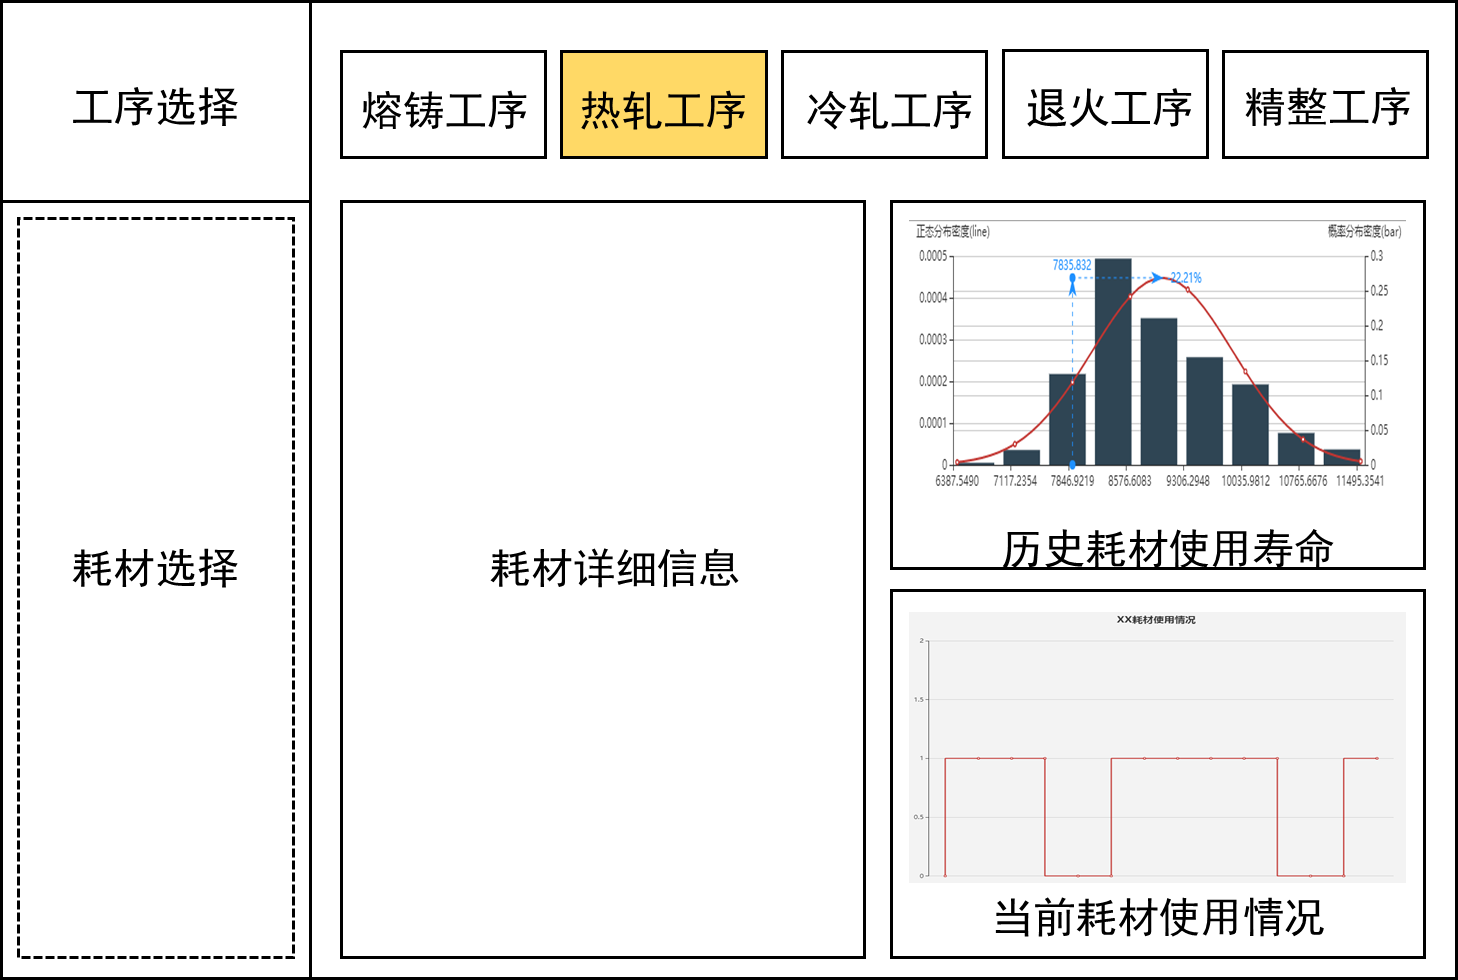 工序选择
熔铸工序
热轧工序
冷轧工序
退火工序
精整工序
耗材选择
耗材详细信息
正态分布密度(line)
概率分布密度(bar)
0.0005
0.0004
0.0003
0.0002
0.0001
0
7835.832
22.21%
0.3
0.25
0.2
0.15
0.1
0.05
0
6387.5490 7117.2354 7846.9219 8576.6083 9306.2948 10035.9812 10765.6676 11495.3541
历史耗材使用寿命
XX耗材使用情况
2
1.5
1
0.5
0
当前耗材使用情况